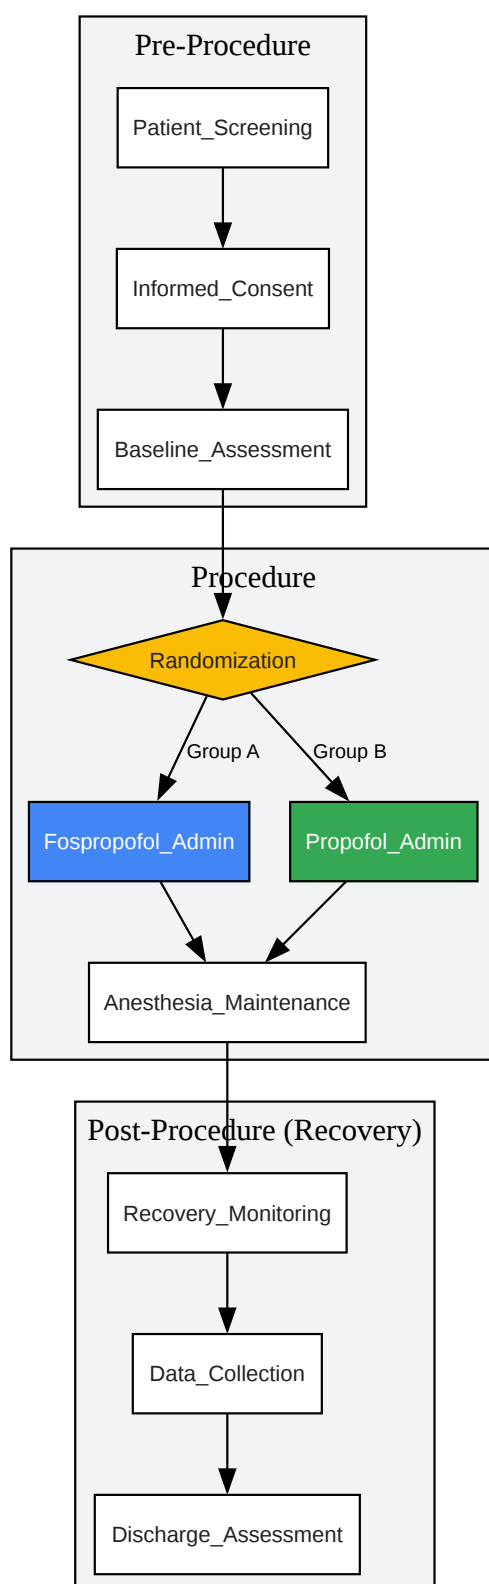 Pre-Procedure
Patient_Screening
Informed_Consent
Baseline_Assessment
Procedure
Randomization
Group A
Group B
Fospropofol_Admin
Propofol_Admin
Anesthesia_Maintenance
Post-Procedure (Recovery)
Recovery_Monitoring
Data_Collection
Discharge_Assessment